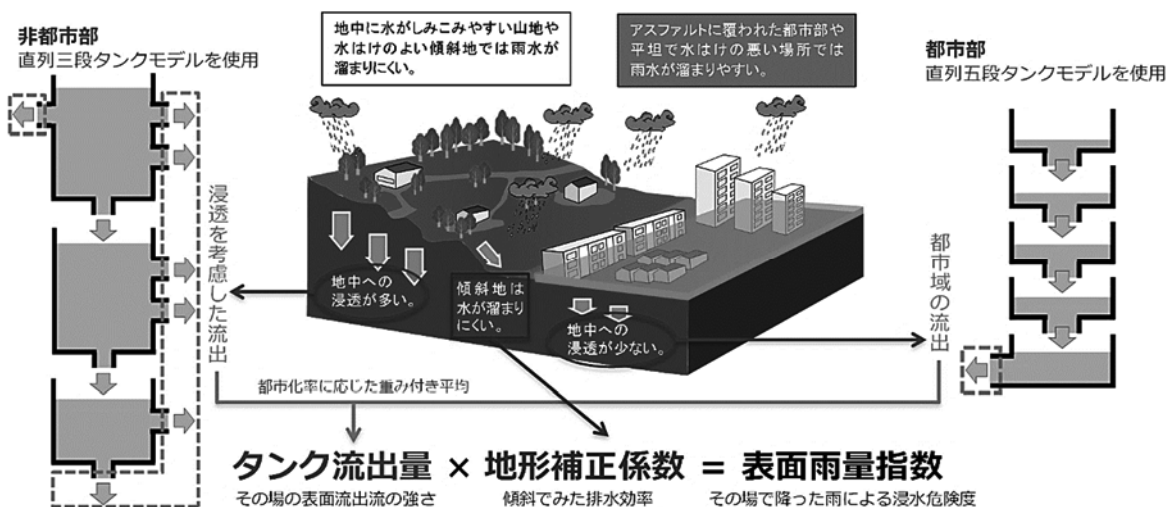 非都市部
直列三段タンクモデルを使用
地中に水がしみこみやすい山地や
水はけのよい傾斜地では雨水が
溜まりにくい。
アスファルトに覆われた都市部や
平坦で水はけの悪い場所では
雨水が溜まりやすい。
都市部
直列五段タンクモデルを使用
浸透を考慮した流出
地中への
浸透が多い。
傾斜地は
水が溜まり
にくい。
地中への
浸透が少ない。
都市域の流出
都市化率に応じた重み付き平均
タンク流出量 × 地形補正係数 = 表面雨量指数
その場の表面流出流の強さ
傾斜でみた排水効率
その場で降った雨による浸水危険度